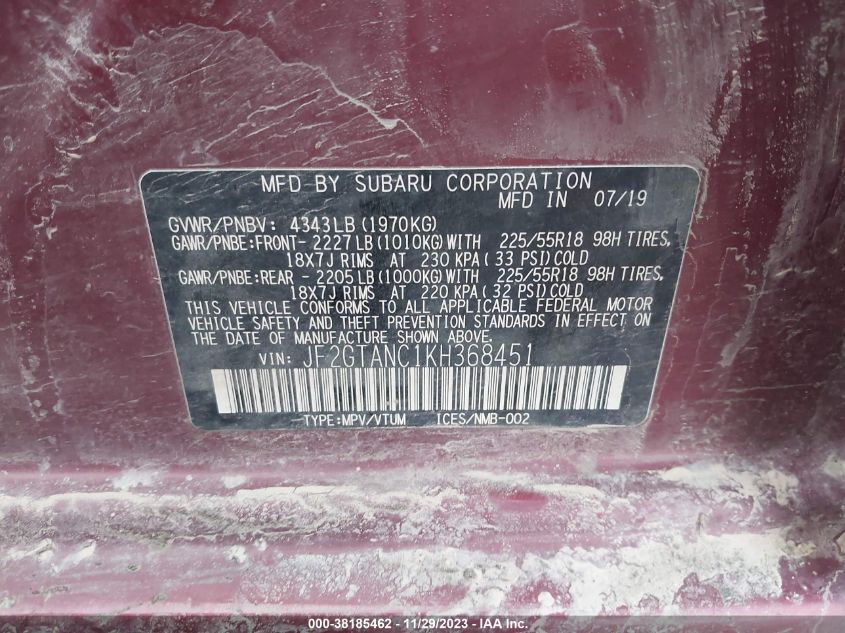 MFD BY SUBARU CORPORATION
MFD IN 07/19
GVWR/PNBV: 4343LB (1970KG)
GAWR/PNBE:FRONT- 2227 LB (1010KG) WITH 225/55R18 98H TIRES,
18X7J RIMS AT 230 KPA ( 33 PSI) COLD
GAWR/PNBE:REAR - 2205 LB (1000KG) WITH 225/55R18 98H TIRES,
18X7J RIMS AT 220 KPA ( 32 PSI) COLD
THIS VEHICLE CONFORMS TO ALL APPLICABLE FEDERAL MOTOR
VEHICLE SAFETY AND THEFT PREVENTION STANDARDS IN EFFECT ON
THE DATE OF MANUFACTURE SHOWN ABOVE.
VIN: JF2GTANC1KH368451
TYPE:MPV/VTUM ICES/NMB-002
000-38185462 - 11/29/2023 - IAA Inc.